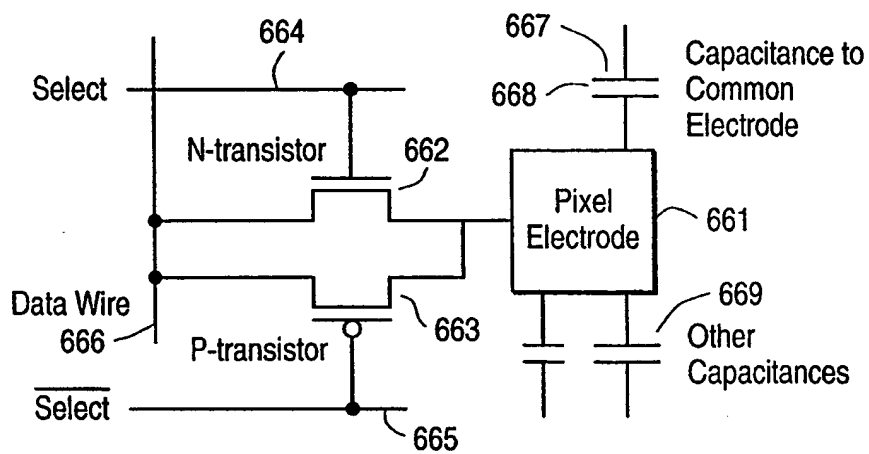 664
667
Select
668
Capacitance to
Common
Electrode
N-transistor
662
Pixel
Electrode
661
Data Wire
666
663
669
P-transistor
Other
Capacitances
S̅e̅l̅e̅c̅t̅
665